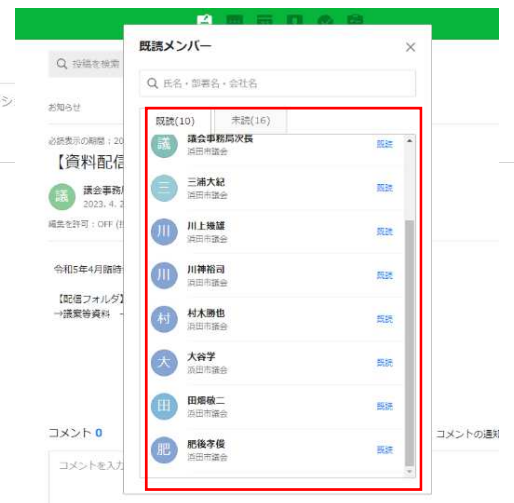 既読メンバー
×
投稿を検索
氏名・部署名・会社名
シ
お知らせ
既読(10)
未読(16)
必読表示の期間：20
【資料配信
議
議会事務局次長
浜田市議会
既読
議
議会事務局
2023. 4. 2
三
三浦大紀
浜田市議会
既読
編集を許可：OFF
川
川上幾雄
浜田市議会
既読
令和5年4月臨時
川
川神裕司
浜田市議会
既読
【配信フォルダ】
→議案等資料
村
村木勝也
浜田市議会
既読
大
大谷学
浜田市議会
既読
田
田畑敬二
浜田市議会
既読
コメント 0
コメントの通知
肥
肥後孝俊
浜田市議会
既読
コメントを入力